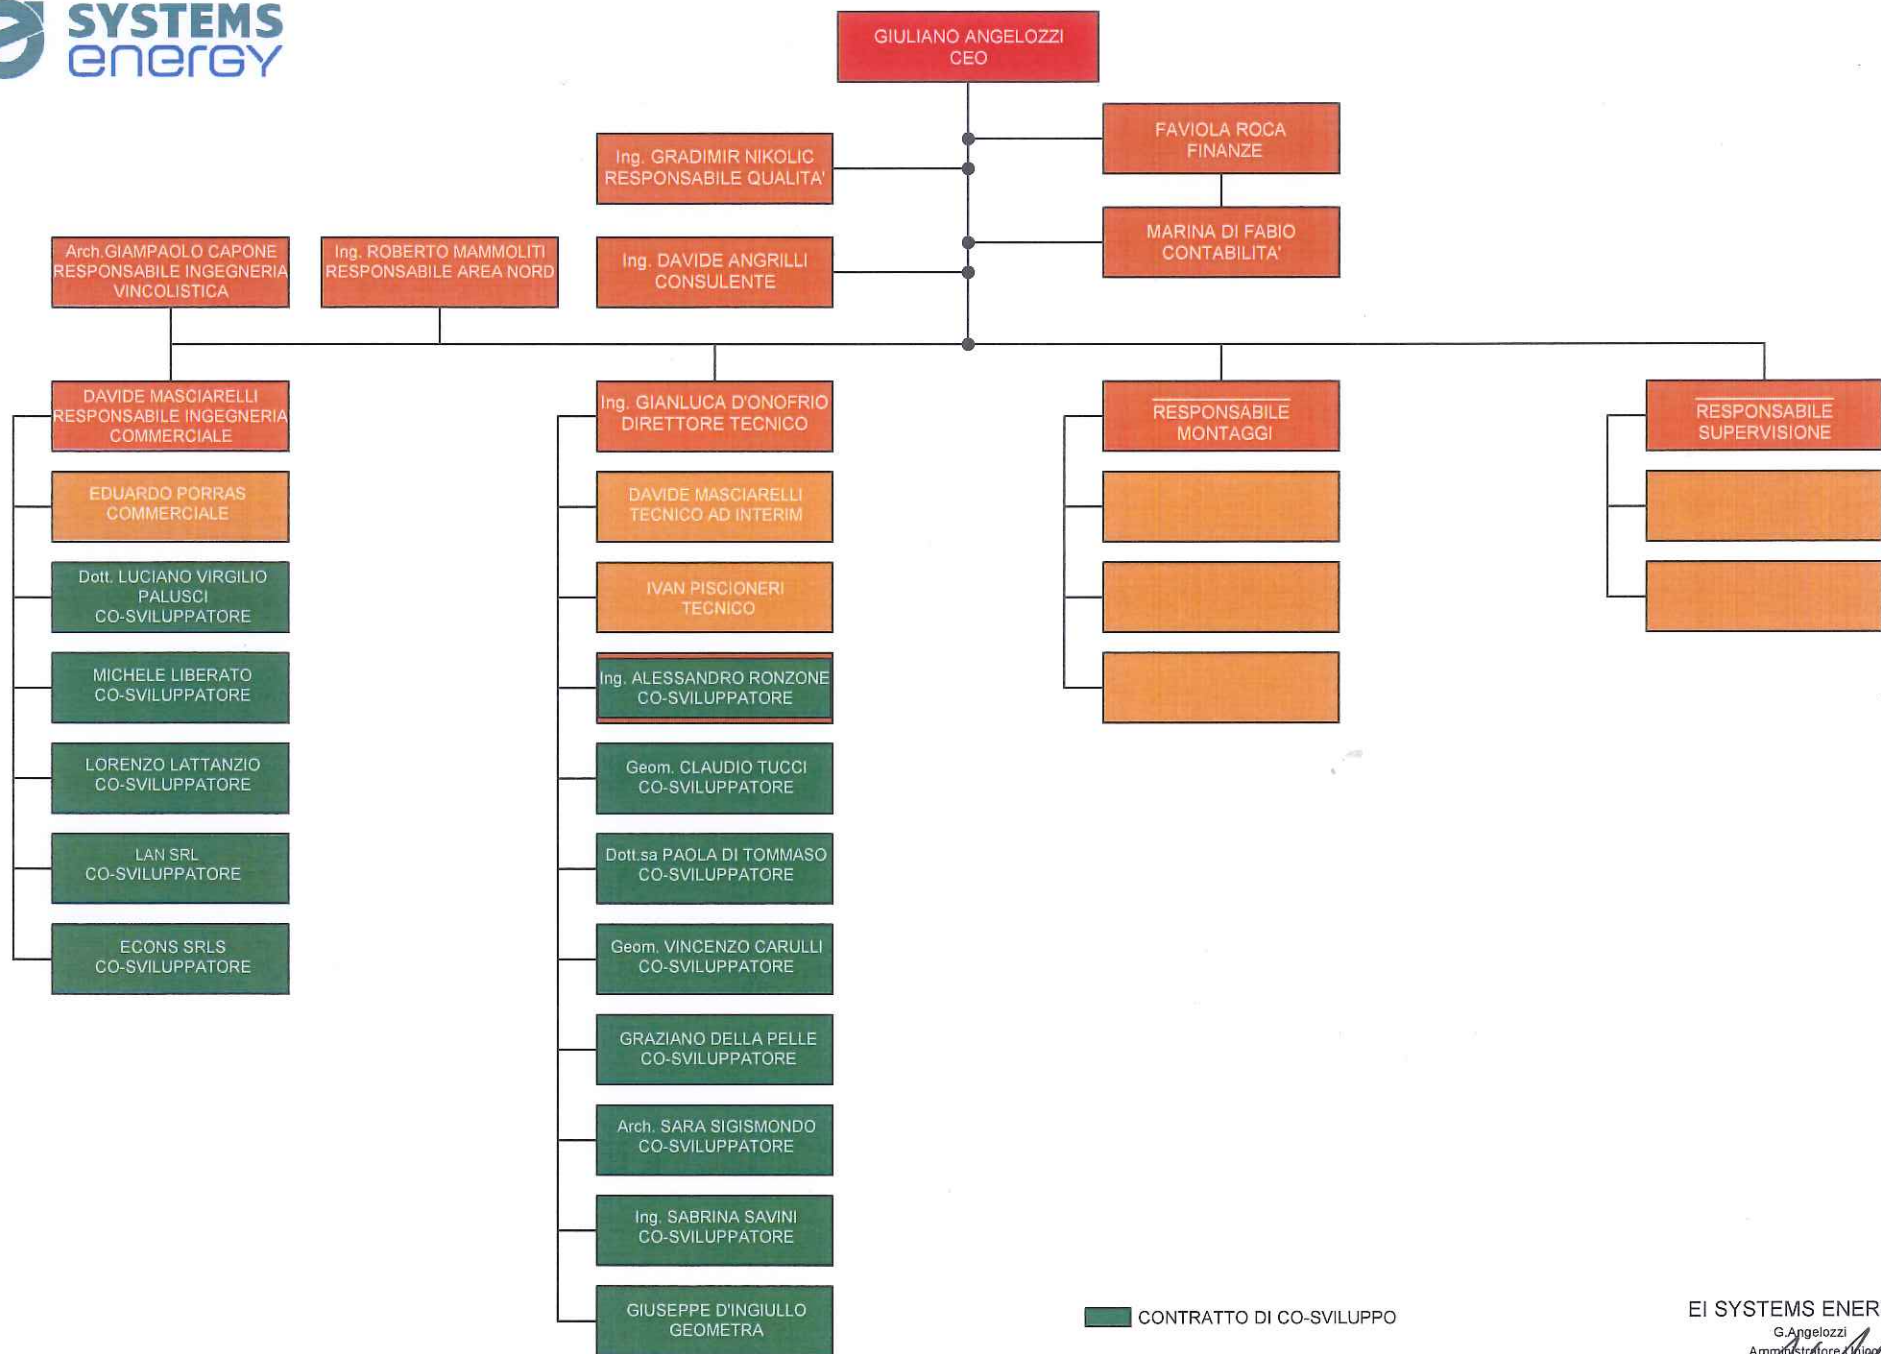 SYSTEMS
energy
GIULIANO ANGELOZZI
CEO
FAVIOLA ROCA
FINANZE
Ing. GRADIMIR NIKOLIC
RESPONSABILE QUALITA'
MARINA DI FABIO
CONTABILITA'
Arch.GIAMPAOLO CAPONE
RESPONSABILE INGEGNERIA
VINCOLISTICA
Ing. ROBERTO MAMMOLITI
RESPONSABILE AREA NORD
Ing. DAVIDE ANGRILLI
CONSULENTE
DAVIDE MASCIARELLI
RESPONSABILE INGEGNERIA
COMMERCIALE
EDUARDO PORRAS
COMMERCIALE
Dott. LUCIANO VIRGILIO
PALUSCI
CO-SVILUPPATORE
MICHELE LIBERATO
CO-SVILUPPATORE
LORENZO LATTANZIO
CO-SVILUPPATORE
LAN SRL
CO-SVILUPPATORE
ECONS SRLS
CO-SVILUPPATORE
Ing. GIANLUCA D'ONOFRIO
DIRETTORE TECNICO
DAVIDE MASCIARELLI
TECNICO AD INTERIM
IVAN PISCIONERI
TECNICO
Ing. ALESSANDRO RONZONE
CO-SVILUPPATORE
Geom. CLAUDIO TUCCI
CO-SVILUPPATORE
Dott.sa PAOLA DI TOMMASO
CO-SVILUPPATORE
Geom. VINCENZO CARULLI
CO-SVILUPPATORE
GRAZIANO DELLA PELLE
CO-SVILUPPATORE
Arch. SARA SIGISMONDO
CO-SVILUPPATORE
Ing. SABRINA SAVINI
CO-SVILUPPATORE
GIUSEPPE D'INGIULLO
GEOMETRA
RESPONSABILE
MONTAGGI
RESPONSABILE
SUPERVISIONE
CONTRATTO DI CO-SVILUPPO
EI SYSTEMS ENER
G.Angelozzi
Amministratore Unico